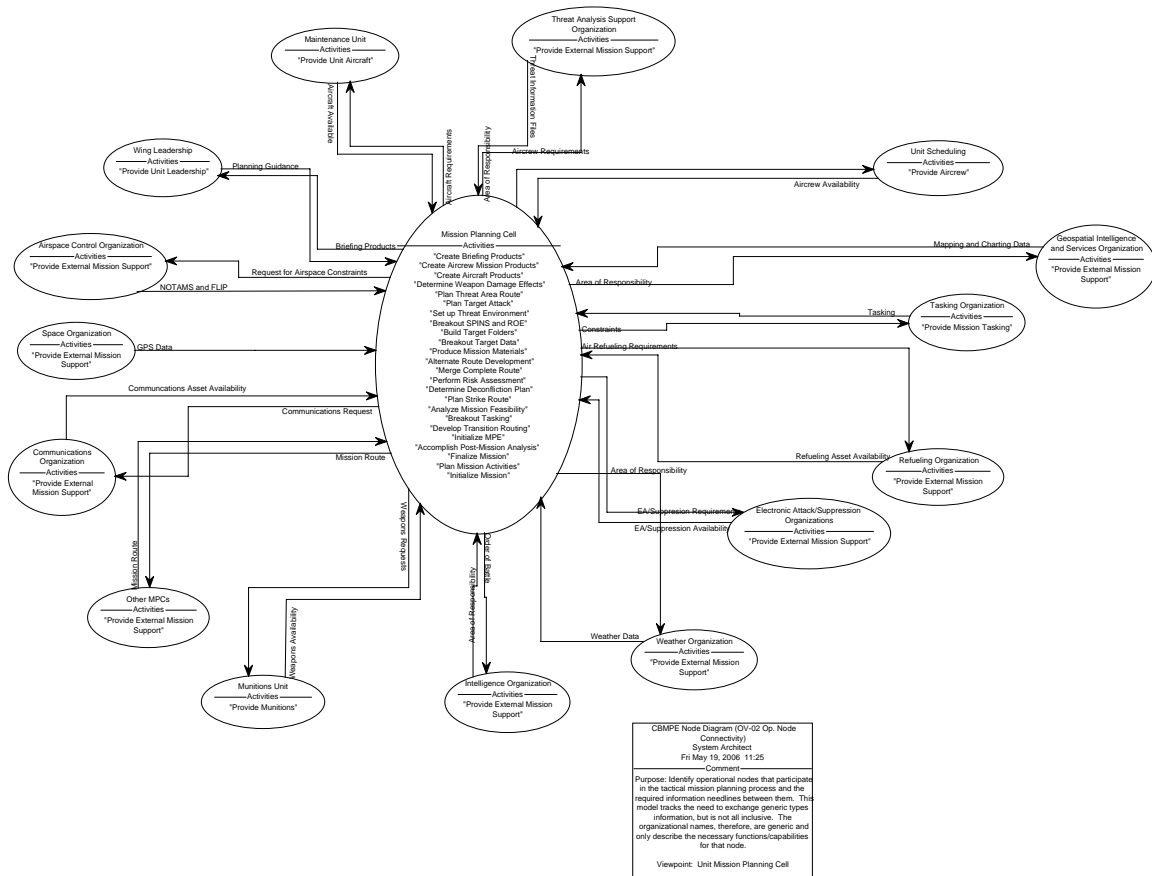 Threat Analysis Support
Organization
Activities
"Provide External Mission Support"
Maintenance Unit
Activities
"Provide Unit Aircraft"
Threat Information Files
Aircraft Available
Aircraft Requirements
Area of Responsibility
Aircrew Requirements
Wing Leadership
Activities
"Provide Unit Leadership"
Planning Guidance
Briefing Products
Unit Scheduling
Activities
"Provide Aircrew"
Aircrew Availability
Airspace Control Organization
Activities
"Provide External Mission Support"
Request for Airspace Constraints
NOTAMS and FLIP
Mapping and Charting Data
Area of Responsibility
Geospatial Intelligence
and Services Organization
Activities
"Provide External Mission
Support"
Mission Planning Cell
Activities
"Create Briefing Products"
"Create Aircrew Mission Products"
"Create Aircraft Products"
"Determine Weapon Damage Effects"
"Plan Threat Area Route"
"Plan Target Attack"
"Set up Threat Environment"
"Breakout SPINS and ROE"
"Build Target Folders"
"Breakout Target Data"
"Produce Mission Materials"
"Alternate Route Development"
"Merge Complete Route"
"Perform Risk Assessment"
"Determine Deconfliction Plan"
"Plan Strike Route"
"Analyze Mission Feasibility"
"Breakout Tasking"
"Develop Transition Routing"
"Initialize MPE"
"Accomplish Post-Mission Analysis"
"Finalize Mission"
"Plan Mission Activities"
"Initialize Mission"
Tasking Organization
Activities
"Provide Mission Tasking"
Tasking
Constraints
Air Refueling Requirements
Space Organization
Activities
"Provide External Mission
Support"
GPS Data
Communcations Asset Availability
Communications Request
Communications
Organization
Activities
"Provide External
Mission Support"
Mission Route
Mission Route
Refueling Asset Availability
Refueling Organization
Activities
"Provide External Mission
Support"
Area of Responsibility
EA/Suppresion Requirements
EA/Suppression Availability
Electronic Attack/Suppression
Organizations
Activities
"Provide External Mission Support"
Other MPCs
Activities
"Provide External Mission
Support"
Weapons Requests
Weapons Availability
Area of Responsibility
Order of Battle
Weather Data
Weather Organization
Activities
"Provide External Mission
Support"
Munitions Unit
Activities
"Provide Munitions"
Intelligence Organization
Activities
"Provide External Mission
Support"
CBMPE Node Diagram (OV-02 Op. Node
Connectivity)
System Architect
Fri May 19, 2006 11:25
Comment
Purpose: Identify operational nodes that participate
in the tactical mission planning process and the
required information needlines between them. This
model tracks the need to exchange generic types
information, but is not all inclusive. The
organizational names, therefore, are generic and
only describe the necessary functions/capabilities
for that node.
Viewpoint: Unit Mission Planning Cell